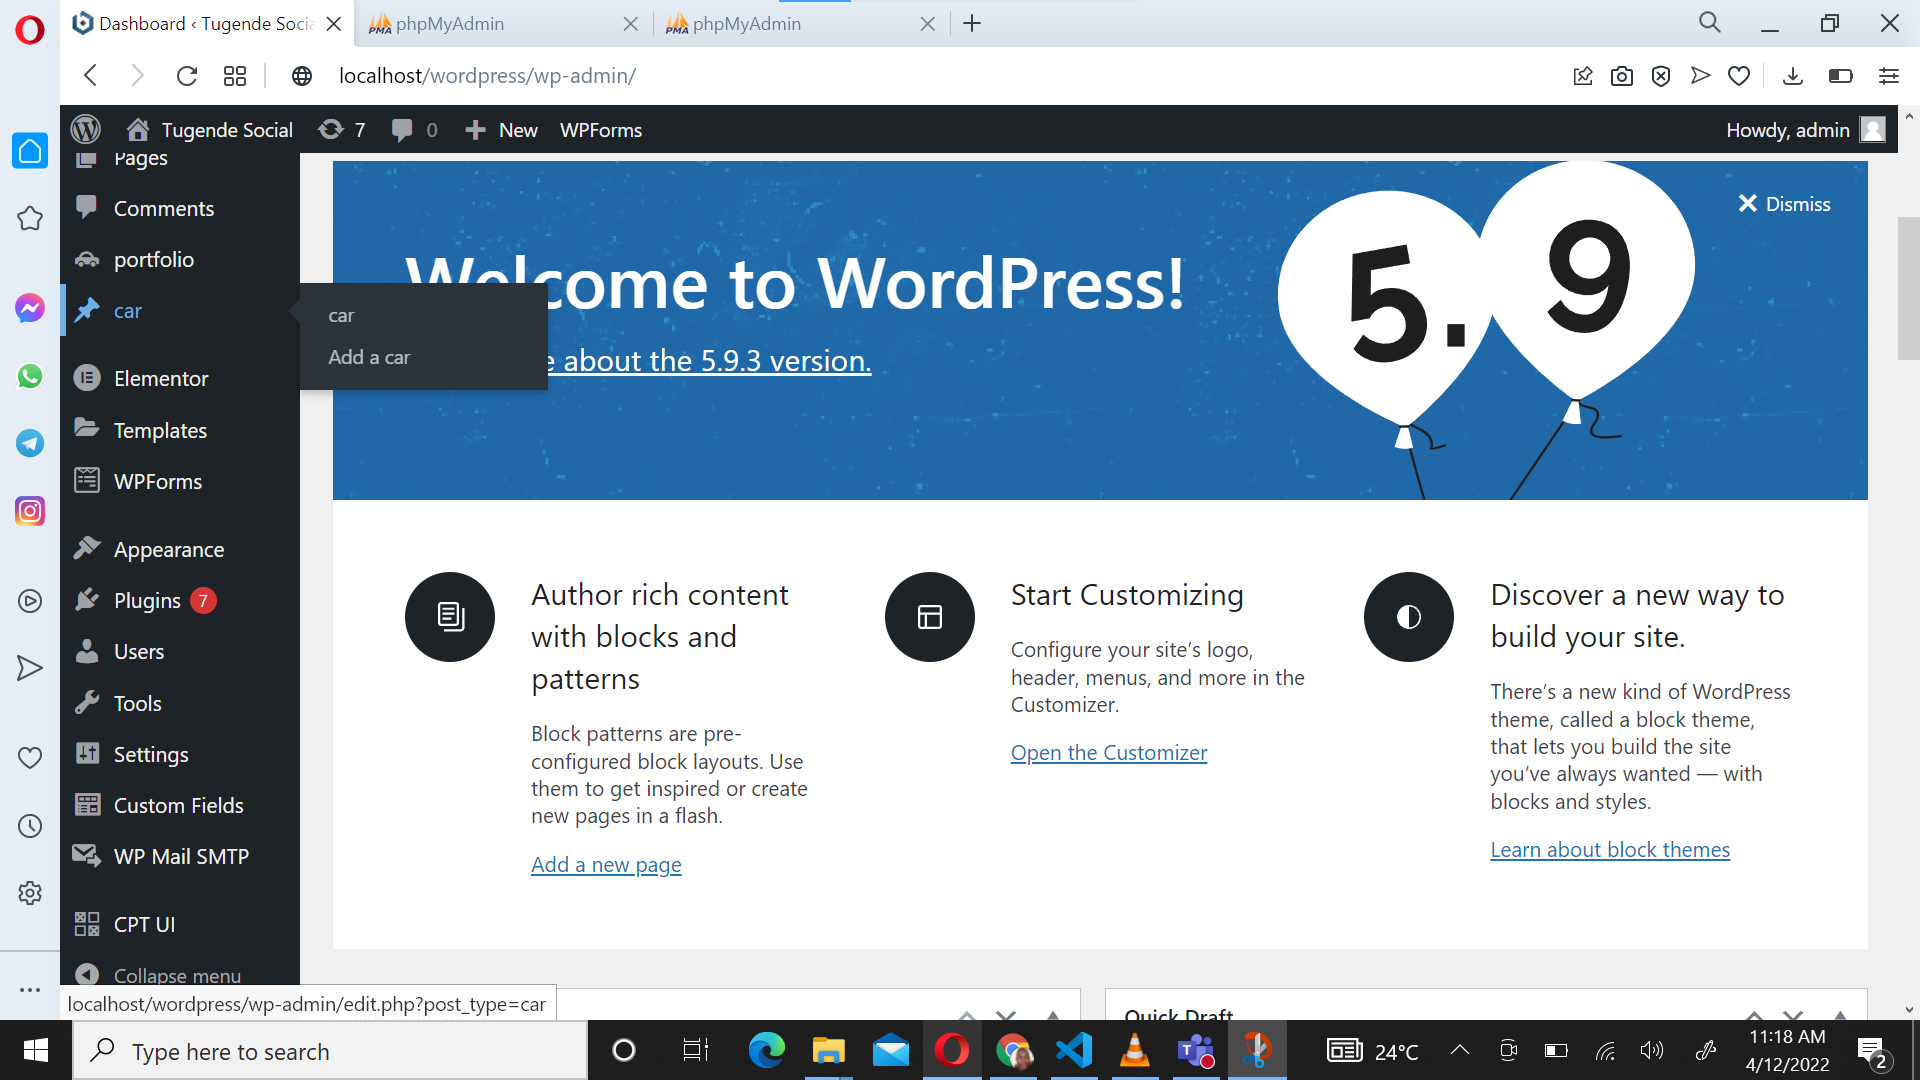 Dashboard ‹ Tugende Socia
phpMyAdmin
phpMyAdmin
localhost/wordpress/wp-admin/
Tugende Social
7
0
New
WPForms
Howdy, admin
Pages
Comments
portfolio
car
car
Add a car
Elementor
Templates
WPForms
Appearance
Plugins 7
Users
Tools
Settings
Custom Fields
WP Mail SMTP
CPT UI
Collapse menu
Dismiss
Welcome to WordPress!
about the 5.9.3 version.
5.9
Author rich content
with blocks and
patterns
Block patterns are pre-
configured block layouts. Use
them to get inspired or create
new pages in a flash.
Add a new page
Start Customizing
Configure your site’s logo,
header, menus, and more in the
Customizer.
Open the Customizer
Discover a new way to
build your site.
There’s a new kind of WordPress
theme, called a block theme,
that lets you build the site
you’ve always wanted — with
blocks and styles.
Learn about block themes
localhost/wordpress/wp-admin/edit.php?post_type=car
Quick Draft
Type here to search
24°C
11:18 AM
4/12/2022
2